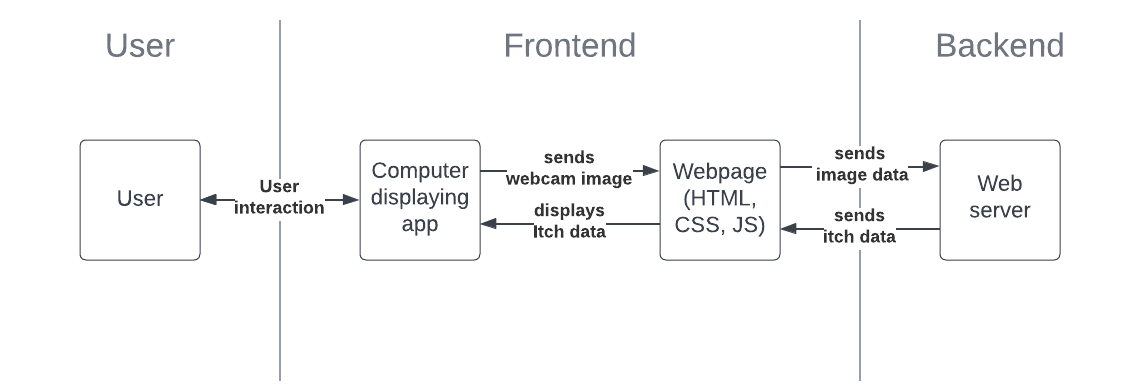 User
Frontend
Backend
User
User
interaction
Computer
displaying
app
sends
webcam image
displays
Itch data
Webpage
(HTML,
CSS, JS)
sends
image data
sends
itch data
Web
server